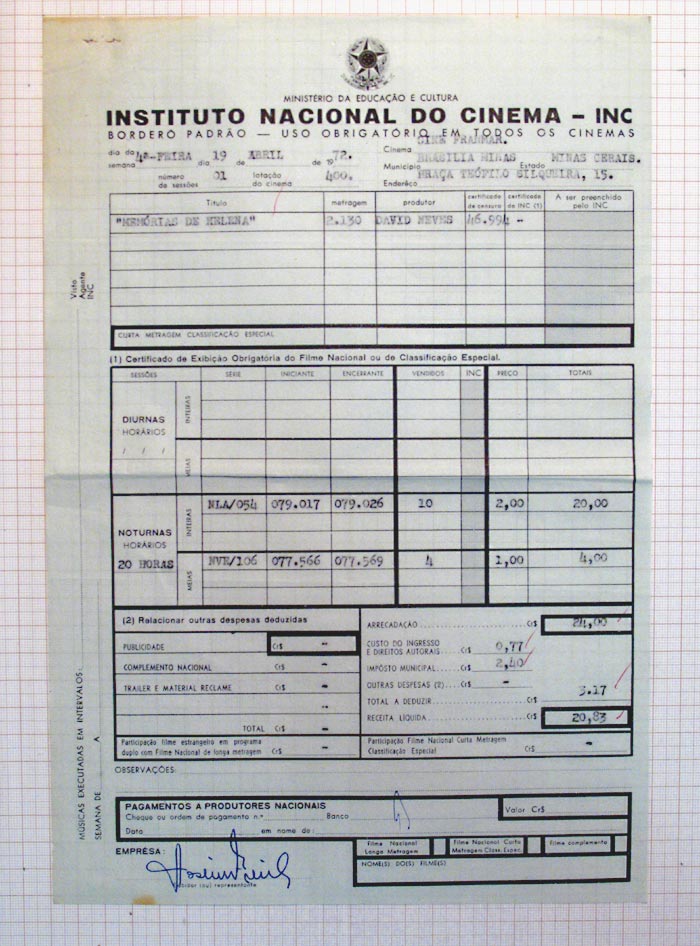 MINISTÉRIO DA EDUCAÇÃO E CULTURA
INSTITUTO NACIONAL DO CINEMA – INC
BORDERÔ PADRÃO — USO OBRIGATÓRIO EM TODOS OS CINEMAS
dia da semana 4ª-FEIRA dia 19 de ABRIL de 1972.
Cinema CINE FRANMAR.
Município BRASILIA MINAS Estado MINAS GERAIS.
número de sessões 01 lotação do cinema 400.
Endereço PRAÇA TEÓFILO SILQUEIRA, 15.
Título metragem produtor certificado de censura certificado de INC (1) A ser preenchido pelo INC
"MEMÓRIAS DE HELENA" 2.130 DAVID NEVES 46.994 -
Visto Agente INC
CURTA METRAGEM CLASSIFICAÇÃO ESPECIAL
(1) Certificado de Exibição Obrigatória do Filme Nacional ou de Classificação Especial.
SESSÕES SÉRIE INICIANTE ENCERRANTE VENDIDOS INC PREÇO TOTAIS
DIURNAS
HORÁRIOS
/ / /
INTEIRAS
MEIAS
NOTURNAS
HORÁRIOS
20 HORAS
INTEIRAS
NLA/054 079.017 079.026 10 2,00 20,00
MEIAS
NVE/106 077.566 077.569 4 1,00 4,00
(2) Relacionar outras despesas deduzidas
PUBLICIDADE Cr$ -
COMPLEMENTO NACIONAL Cr$ -
TRAILER E MATERIAL RECLAME Cr$ -
TOTAL Cr$ -
Participação filme estrangeiro em programa duplo com Filme Nacional de longa metragem Cr$ -
ARRECADAÇÃO Cr$ 24,00
CUSTO DO INGRESSO E DIREITOS AUTORAIS Cr$ 0,77
IMPÔSTO MUNICIPAL Cr$ 2,40
OUTRAS DESPESAS (2) Cr$ -
TOTAL A DEDUZIR Cr$ 3.17
RECEITA LÍQUIDA Cr$ 20,83
Participação Filme Nacional Curta Metragem Classificação Especial -
OBSERVAÇÕES:
MÚSICAS EXECUTADAS EM INTERVALOS:
SEMANA DE A
PAGAMENTOS A PRODUTORES NACIONAIS
Valor Cr$
Cheque ou ordem de pagamento n.º Banco
Data em nome de:
EMPRÊSA:
Filme Nacional Longa Metragem
Filme Nacional Curta Metragem Class. Espec.
Filme complemento
NOME(S) DO(S) FILME(S)
representante